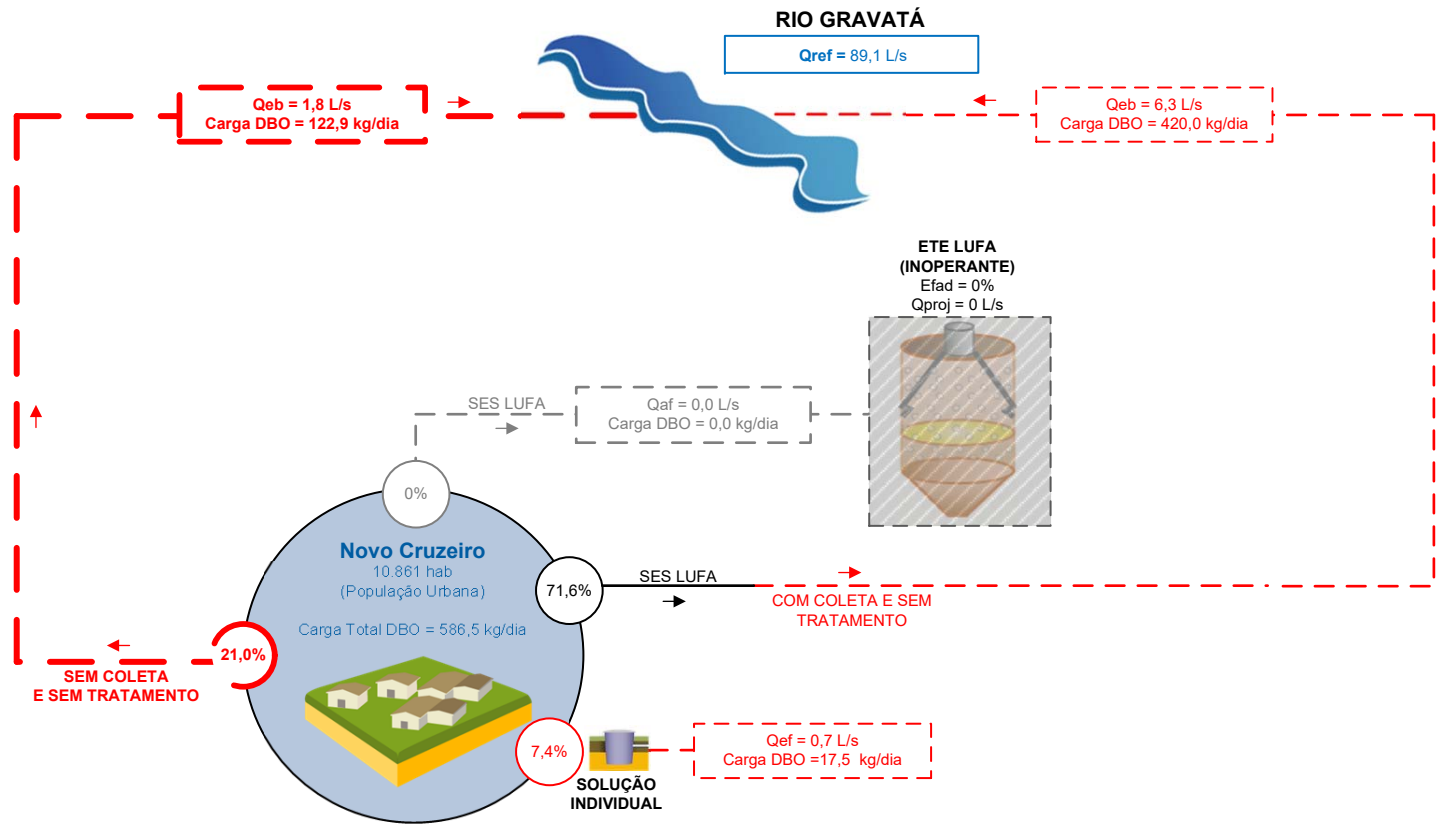 RIO GRAVATÁ
Qref = 89,1 L/s
Qeb = 1,8 L/s
Carga DBO = 122,9 kg/dia
Qeb = 6,3 L/s
Carga DBO = 420,0 kg/dia
ETE LUFA
(INOPERANTE)
Efad = 0%
Qproj = 0 L/s
SES LUFA
Qaf = 0,0 L/s
Carga DBO = 0,0 kg/dia
0%
Novo Cruzeiro
10.861 hab
(População Urbana)
Carga Total DBO = 586,5 kg/dia
71,6%
SES LUFA
COM COLETA E SEM
TRATAMENTO
21,0%
SEM COLETA
E SEM TRATAMENTO
7,4%
SOLUÇÃO
INDIVIDUAL
Qef = 0,7 L/s
Carga DBO =17,5 kg/dia